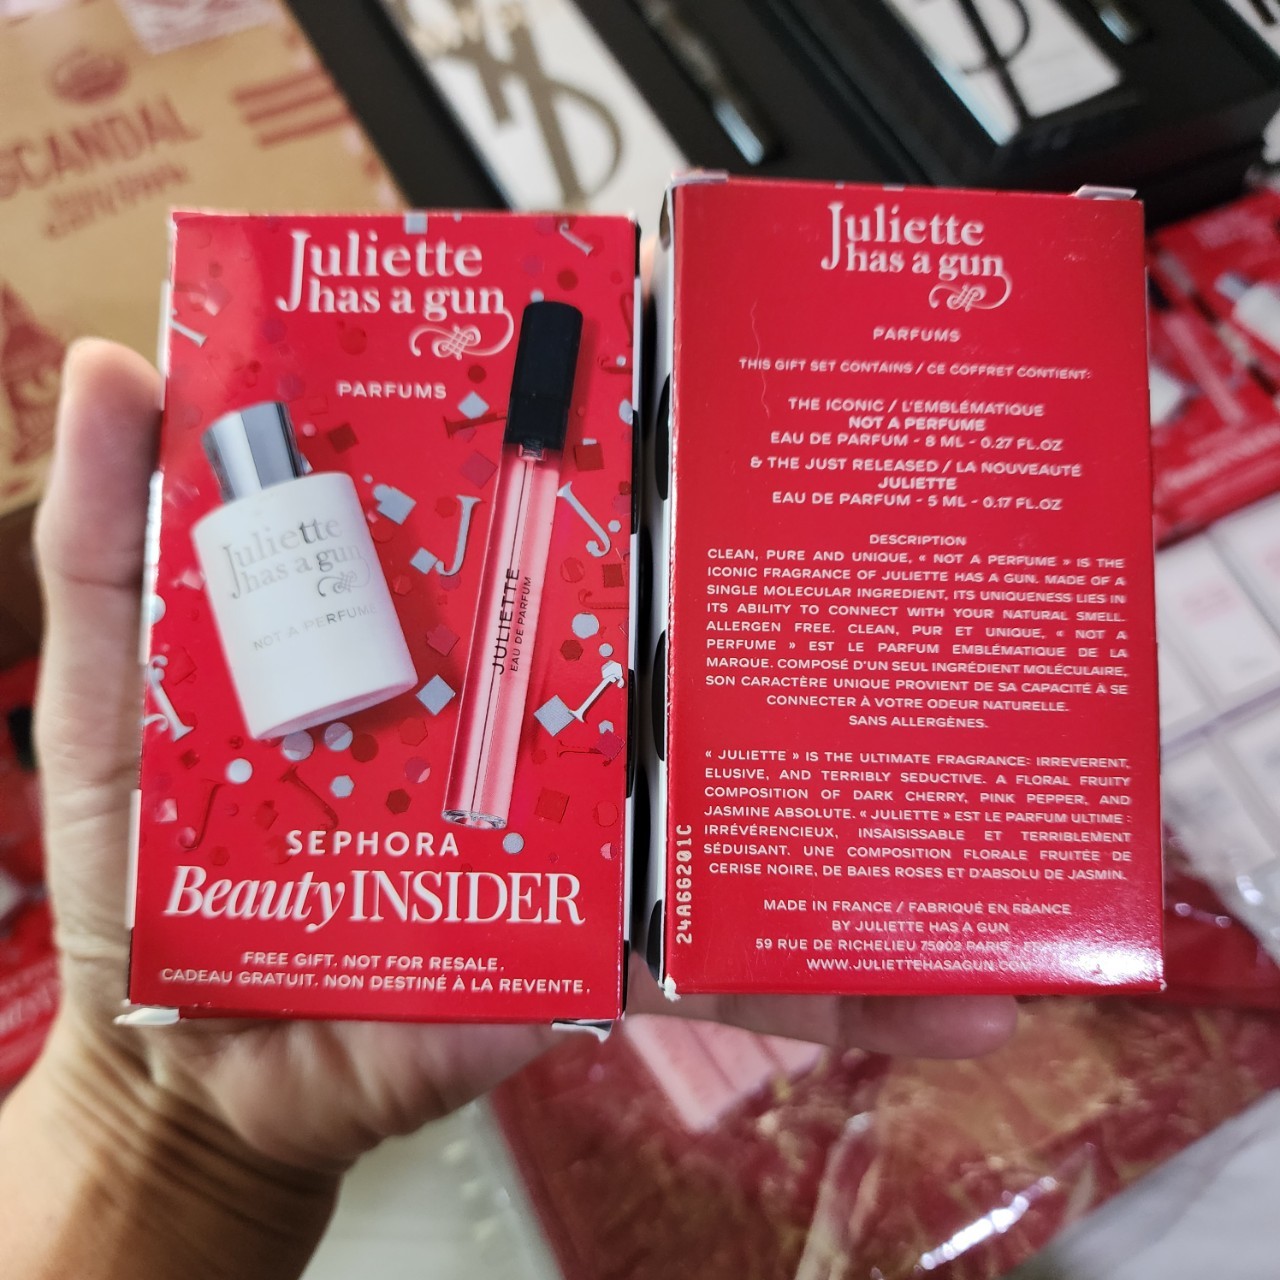 SCANDAL
Juliette
has a gun
PARFUMS
Juliette
has a gun
NOT A PERFUME
JULIETTE
EAU DE PARFUM
SEPHORA
Beauty INSIDER
FREE GIFT. NOT FOR RESALE.
CADEAU GRATUIT. NON DESTINÉ À LA REVENTE.
Juliette
has a gun
PARFUMS
THIS GIFT SET CONTAINS / CE COFFRET CONTIENT:
THE ICONIC / L'EMBLÉMATIQUE
NOT A PERFUME
EAU DE PARFUM - 8 ML - 0.27 FL.OZ
& THE JUST RELEASED / LA NOUVEAUTÉ
JULIETTE
EAU DE PARFUM - 5 ML - 0.17 FL.OZ
DESCRIPTION
CLEAN, PURE AND UNIQUE, « NOT A PERFUME » IS THE
ICONIC FRAGRANCE OF JULIETTE HAS A GUN. MADE OF A
SINGLE MOLECULAR INGREDIENT, ITS UNIQUENESS LIES IN
ITS ABILITY TO CONNECT WITH YOUR NATURAL SMELL.
ALLERGEN FREE. CLEAN, PUR ET UNIQUE, « NOT A
PERFUME » EST LE PARFUM EMBLÉMATIQUE DE LA
MARQUE. COMPOSÉ D'UN SEUL INGRÉDIENT MOLÉCULAIRE,
SON CARACTÈRE UNIQUE PROVIENT DE SA CAPACITÉ À SE
CONNECTER À VOTRE ODEUR NATURELLE.
SANS ALLERGÈNES.
« JULIETTE » IS THE ULTIMATE FRAGRANCE: IRREVERENT,
ELUSIVE, AND TERRIBLY SEDUCTIVE. A FLORAL FRUITY
COMPOSITION OF DARK CHERRY, PINK PEPPER, AND
JASMINE ABSOLUTE. « JULIETTE » EST LE PARFUM ULTIME :
IRRÉVÉRENCIEUX, INSAISISSABLE ET TERRIBLEMENT
SÉDUISANT. UNE COMPOSITION FLORALE FRUITÉE DE
CERISE NOIRE, DE BAIES ROSES ET D'ABSOLU DE JASMIN.
MADE IN FRANCE / FABRIQUÉ EN FRANCE
BY JULIETTE HAS A GUN
59 RUE DE RICHELIEU 75002 PARIS -
WWW.JULIETTEHASAGUN.COM
24A66201C